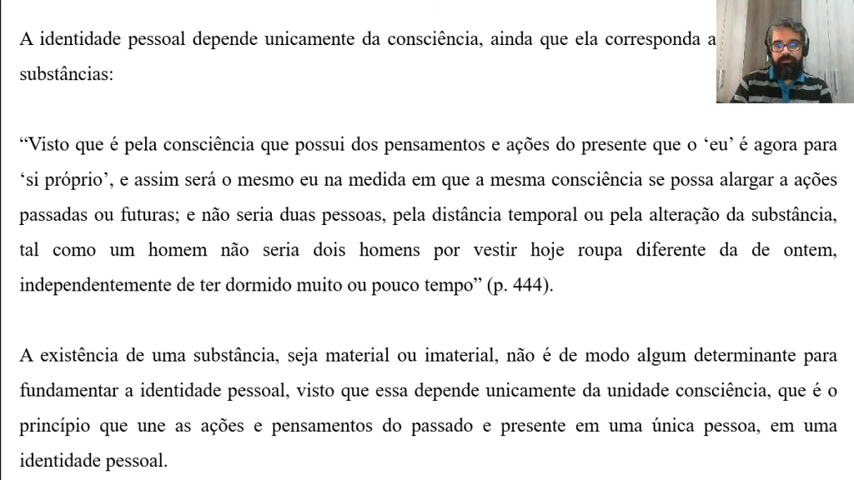 A identidade pessoal depende unicamente da consciência, ainda que ela corresponda a
substâncias:
“Visto que é pela consciência que possui dos pensamentos e ações do presente que o ‘eu’ é agora para
‘si próprio’, e assim será o mesmo eu na medida em que a mesma consciência se possa alargar a ações
passadas ou futuras; e não seria duas pessoas, pela distância temporal ou pela alteração da substância,
tal como um homem não seria dois homens por vestir hoje roupa diferente da de ontem,
independentemente de ter dormido muito ou pouco tempo” (p. 444).
A existência de uma substância, seja material ou imaterial, não é de modo algum determinante para
fundamentar a identidade pessoal, visto que essa depende unicamente da unidade consciência, que é o
princípio que une as ações e pensamentos do passado e presente em uma única pessoa, em uma
identidade pessoal.